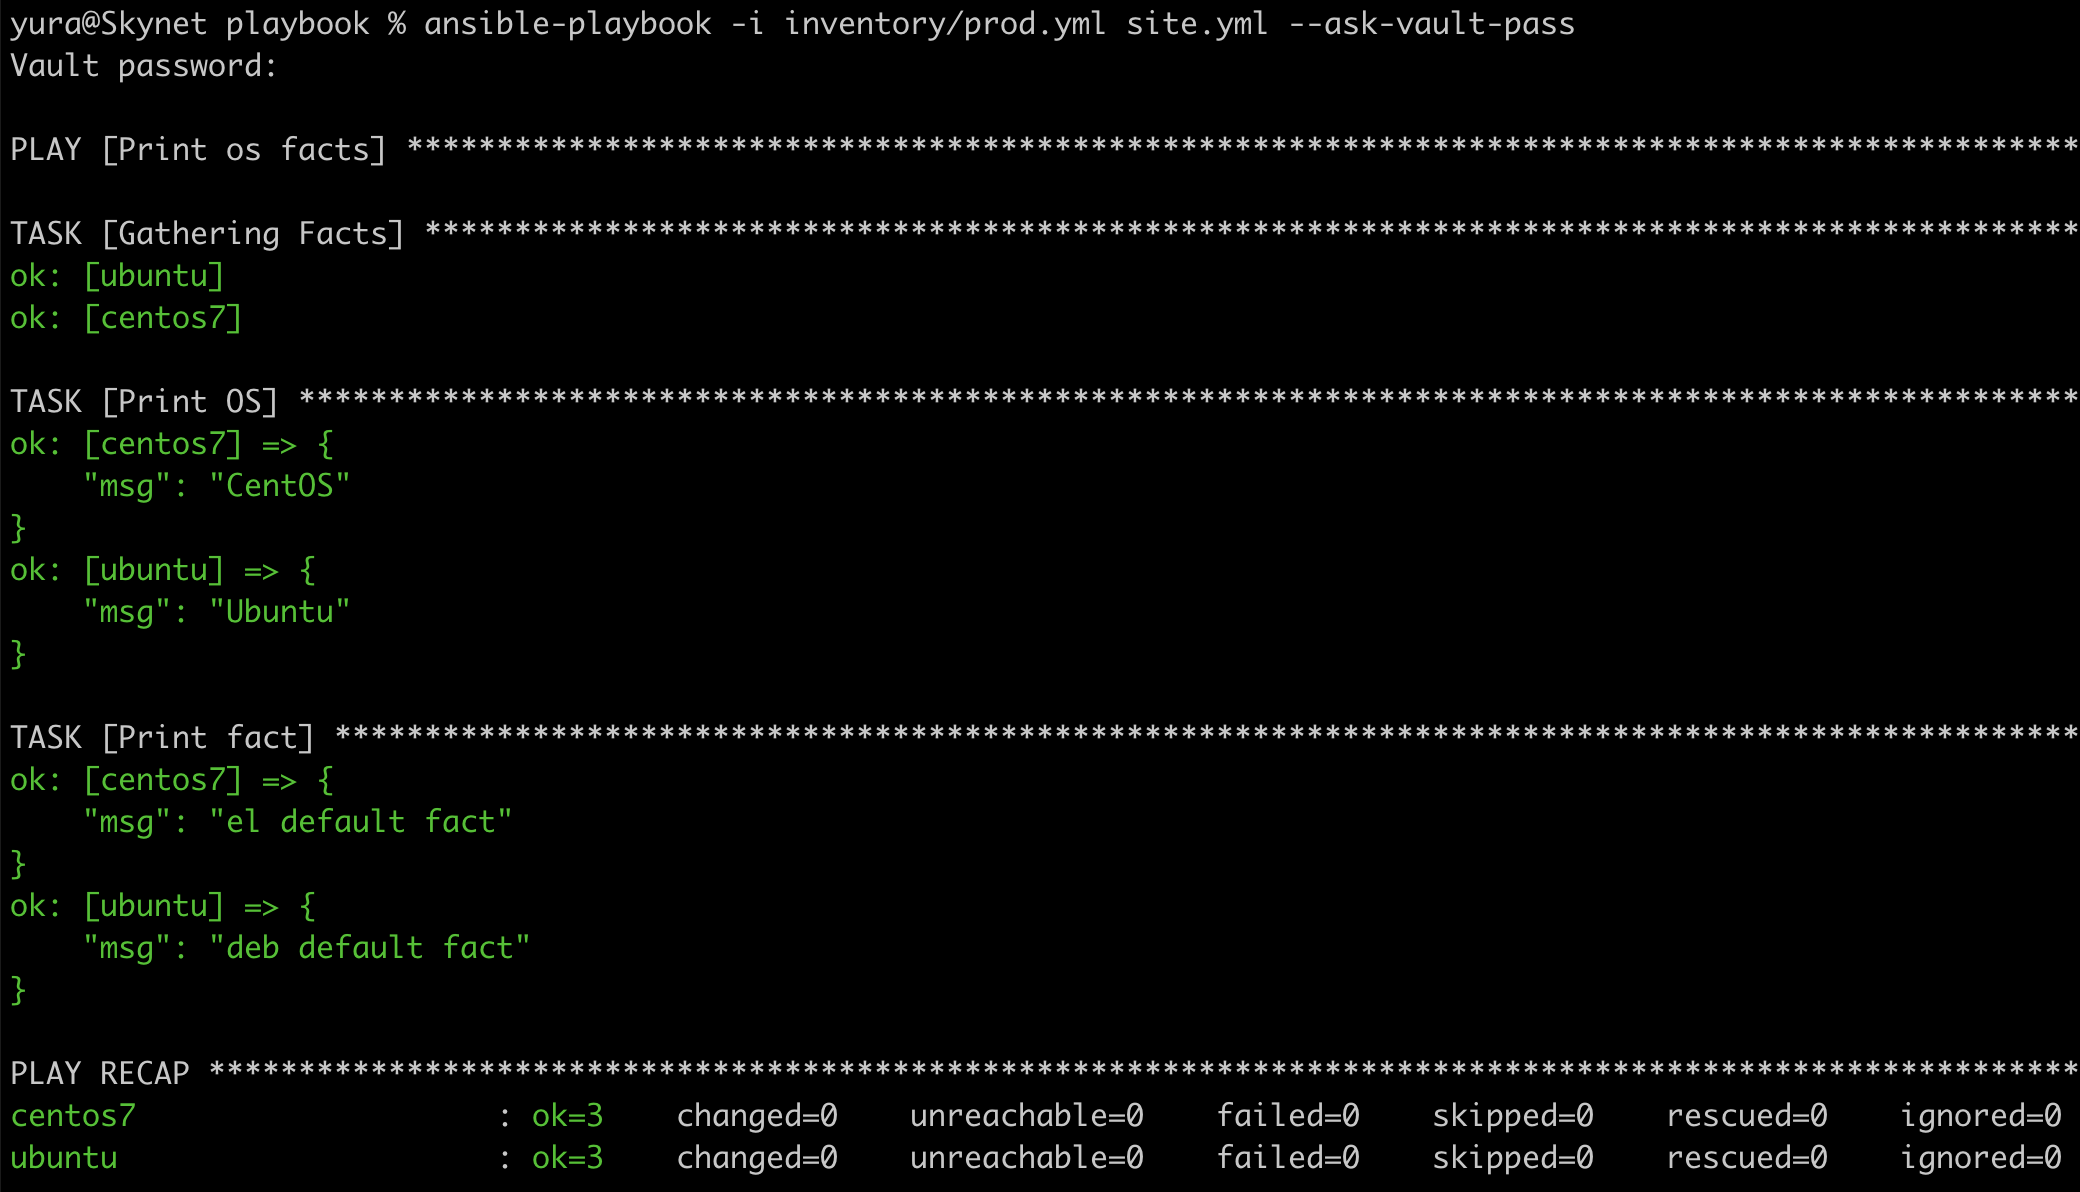 yura@Skynet playbook % ansible-playbook -i inventory/prod.yml site.yml --ask-vault-pass
Vault password:
PLAY [Print os facts] *********************************************************************************************
TASK [Gathering Facts] ********************************************************************************************
ok: [ubuntu]
ok: [centos7]
TASK [Print OS] ***************************************************************************************************
ok: [centos7] => {
    "msg": "CentOS"
}
ok: [ubuntu] => {
    "msg": "Ubuntu"
}
TASK [Print fact] *************************************************************************************************
ok: [centos7] => {
    "msg": "el default fact"
}
ok: [ubuntu] => {
    "msg": "deb default fact"
}
PLAY RECAP ********************************************************************************************************
centos7                    : ok=3    changed=0    unreachable=0    failed=0    skipped=0    rescued=0    ignored=0
ubuntu                     : ok=3    changed=0    unreachable=0    failed=0    skipped=0    rescued=0    ignored=0